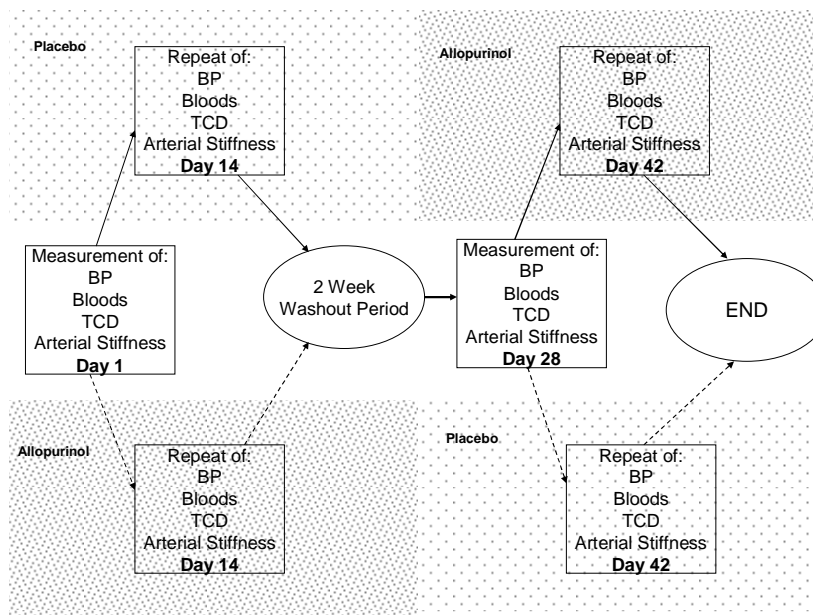 Placebo
Repeat of:
BP
Bloods
TCD
Arterial Stiffness
Day 14
Allopurinol
Repeat of:
BP
Bloods
TCD
Arterial Stiffness
Day 42
Measurement of:
BP
Bloods
TCD
Arterial Stiffness
Day 1
2 Week
Washout Period
Measurement of:
BP
Bloods
TCD
Arterial Stiffness
Day 28
END
Allopurinol
Repeat of:
BP
Bloods
TCD
Arterial Stiffness
Day 14
Placebo
Repeat of:
BP
Bloods
TCD
Arterial Stiffness
Day 42